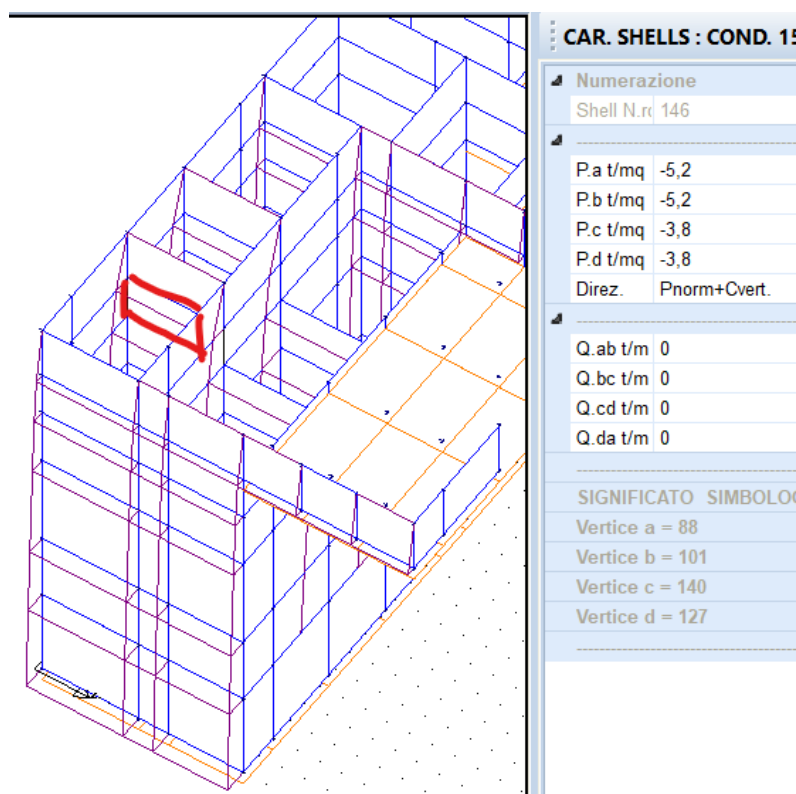 CAR. SHELLS : COND. 15
Numerazione
Shell N.ro 146
P.a t/mq -5,2
P.b t/mq -5,2
P.c t/mq -3,8
P.d t/mq -3,8
Direz. Pnorm+Cvert.
Q.ab t/m 0
Q.bc t/m 0
Q.cd t/m 0
Q.da t/m 0
SIGNIFICATO SIMBOLOG
Vertice a = 88
Vertice b = 101
Vertice c = 140
Vertice d = 127